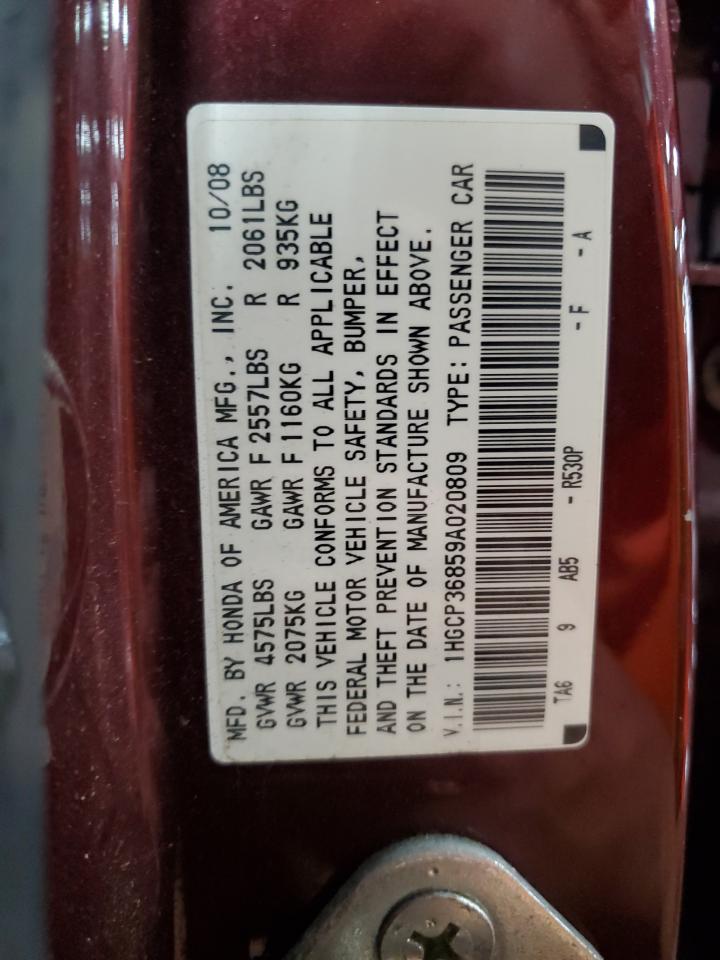 MFD. BY HONDA OF AMERICA MFG., INC. 10/08
GVWR 4575LBS GAWR F 2557LBS R 2061LBS
GVWR 2075KG GAWR F 1160KG R 935KG
THIS VEHICLE CONFORMS TO ALL APPLICABLE
FEDERAL MOTOR VEHICLE SAFETY, BUMPER,
AND THEFT PREVENTION STANDARDS IN EFFECT
ON THE DATE OF MANUFACTURE SHOWN ABOVE.
V.I.N.: 1HGCP36859A020809 TYPE: PASSENGER CAR
TA6 9 AB5 - R530P - F - A